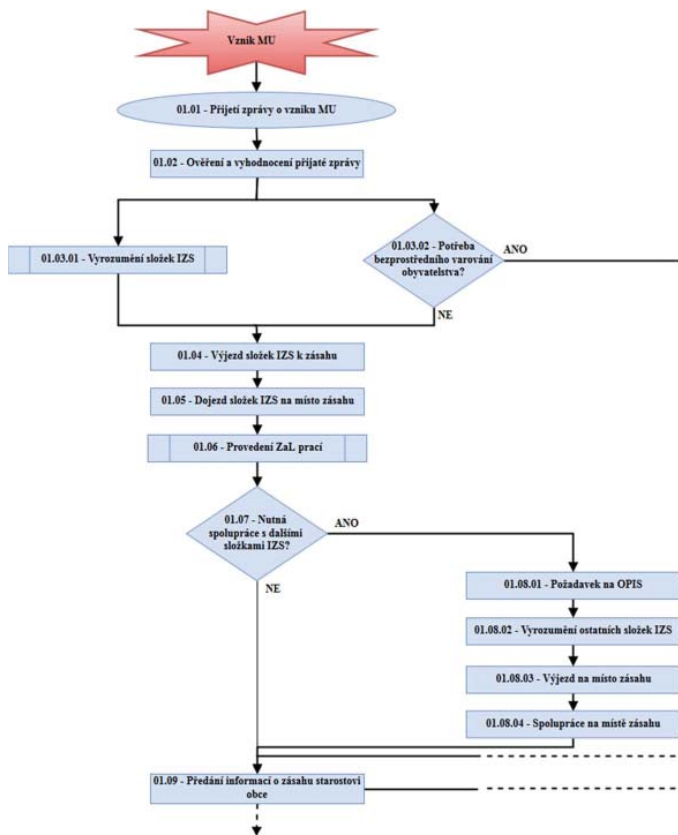 Vznik MU
01.01 - Přijetí zprávy o vzniku MU
01.02 - Ověření a vyhodnocení přijaté zprávy
01.03.01 - Vyrozumění složek IZS
01.03.02 - Potřeba
bezprostředního varování
obyvatelstva?
ANO
NE
01.04 - Výjezd složek IZS k zásahu
01.05 - Dojezd složek IZS na místo zásahu
01.06 - Provedení ZaL prací
01.07 - Nutná
spolupráce s dalšími
složkami IZS?
ANO
NE
01.08.01 - Požadavek na OPIS
01.08.02 - Vyrozumění ostatních složek IZS
01.08.03 - Výjezd na místo zásahu
01.08.04 - Spolupráce na místě zásahu
01.09 - Předání informací o zásahu starostovi
obce